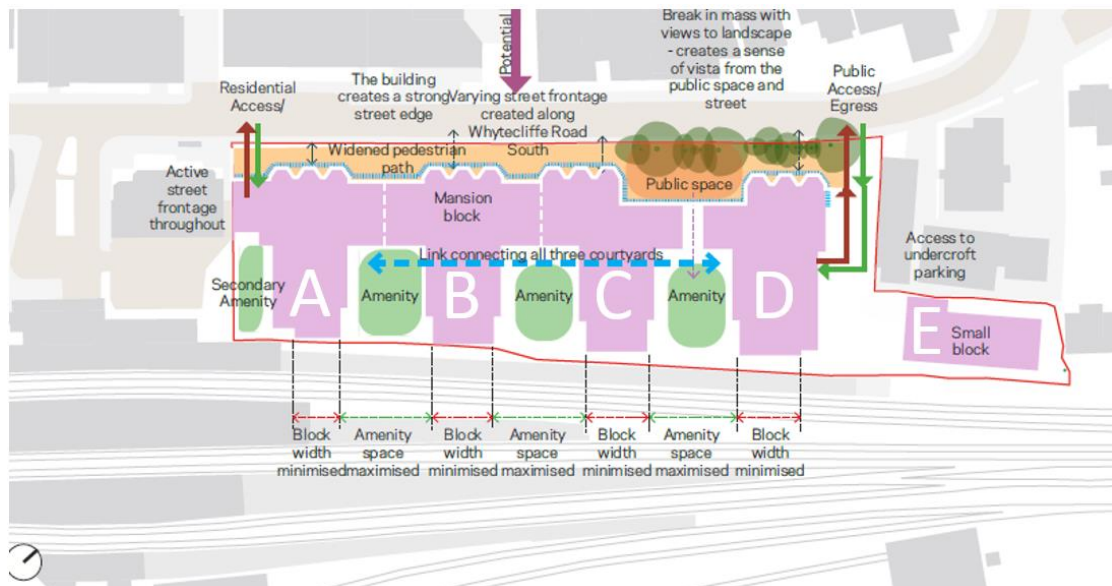 Potential
Break in mass with
views to landscape
- creates a sense
of vista from the
public space and
street
Residential
Access/
The building
creates a strong
street edge
Varying street frontage
created along
Whytecliffe Road
South
Public
Access/
Egress
Widened pedestrian
path
Active
street
frontage
throughout
Mansion
block
Public space
Access to
undercroft
parking
Link connecting all three courtyards
Secondary
Amenity
A
Amenity
B
Amenity
C
Amenity
D
E
Small
block
Block
width
minimised
Amenity
space
maximised
Block
width
minimised
Amenity
space
maximised
Block
width
minimised
Amenity
space
maximised
Block
width
minimised